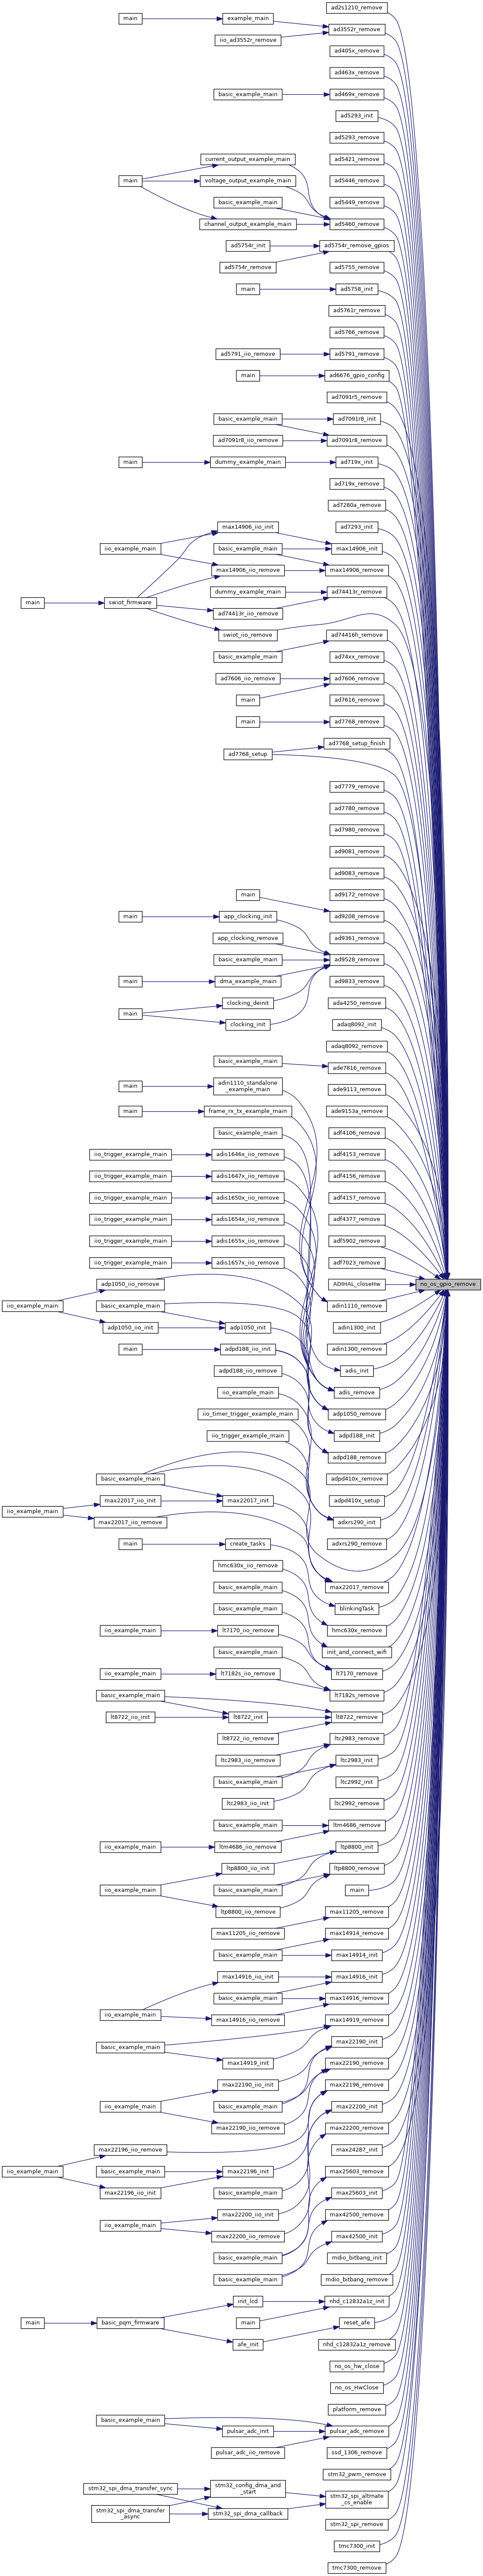 ad2s1210_remove
main
example_main
ad3552r_remove
iio_ad3552r_remove
ad405x_remove
ad463x_remove
basic_example_main
ad469x_remove
ad5293_init
ad5293_remove
current_output_example_main
ad5421_remove
main
voltage_output_example_main
ad5446_remove
basic_example_main
ad5449_remove
channel_output_example_main
ad5460_remove
ad5754r_init
ad5754r_remove_gpios
ad5754r_remove
ad5755_remove
main
ad5758_init
ad5761r_remove
ad5766_remove
ad5791_iio_remove
ad5791_remove
main
ad6676_gpio_config
ad7091r5_remove
basic_example_main
ad7091r8_init
ad7091r8_iio_remove
ad7091r8_remove
main
dummy_example_main
ad719x_init
ad719x_remove
ad7280a_remove
max14906_iio_init
ad7293_init
iio_example_main
basic_example_main
max14906_init
max14906_iio_remove
max14906_remove
dummy_example_main
ad74413r_remove
main
swiot_firmware
ad74413r_iio_remove
swiot_iio_remove
ad74416h_remove
basic_example_main
ad74xx_remove
ad7606_iio_remove
ad7606_remove
main
ad7616_remove
main
ad7768_remove
ad7768_setup_finish
ad7768_setup
ad7779_remove
ad7780_remove
ad7980_remove
ad9081_remove
ad9083_remove
main
ad9172_remove
main
app_clocking_init
ad9208_remove
app_clocking_remove
ad9361_remove
basic_example_main
ad9528_remove
main
dma_example_main
ad9833_remove
clocking_deinit
ada4250_remove
main
clocking_init
adaq8092_init
adaq8092_remove
basic_example_main
ade7816_remove
main
adin1110_standalone
_example_main
ade9113_remove
main
frame_rx_tx_example_main
ade9153a_remove
basic_example_main
adf4106_remove
iio_trigger_example_main
adis1646x_iio_remove
adf4153_remove
iio_trigger_example_main
adis1647x_iio_remove
adf4156_remove
iio_trigger_example_main
adis1650x_iio_remove
adf4157_remove
iio_trigger_example_main
adis1654x_iio_remove
adf4377_remove
iio_trigger_example_main
adis1655x_iio_remove
adf5902_remove
iio_trigger_example_main
adis1657x_iio_remove
adf7023_remove
adp1050_iio_remove
ADIHAL_closeHw
no_os_gpio_remove
iio_example_main
basic_example_main
adin1110_remove
adp1050_iio_init
adp1050_init
adin1300_init
main
adpd188_iio_init
adin1300_remove
adpd188_iio_remove
adis_init
iio_example_main
adis_remove
iio_timer_trigger_example_main
adp1050_remove
iio_trigger_example_main
adpd188_init
adpd188_remove
basic_example_main
adpd410x_remove
max22017_iio_init
max22017_init
adpd410x_setup
iio_example_main
max22017_iio_remove
adxrs290_init
main
create_tasks
adxrs290_remove
hmc630x_iio_remove
max22017_remove
basic_example_main
blinkingTask
basic_example_main
hmc630x_remove
iio_example_main
lt7170_iio_remove
init_and_connect_wifi
basic_example_main
lt7170_remove
iio_example_main
lt7182s_iio_remove
lt7182s_remove
basic_example_main
lt8722_iio_init
lt8722_init
lt8722_remove
lt8722_iio_remove
ltc2983_remove
ltc2983_iio_remove
ltc2983_init
basic_example_main
ltc2992_init
ltc2983_iio_init
ltc2992_remove
basic_example_main
ltm4686_remove
iio_example_main
ltm4686_iio_remove
ltp8800_init
ltp8800_iio_init
ltp8800_remove
iio_example_main
basic_example_main
main
ltp8800_iio_remove
max11205_remove
max11205_iio_remove
max14914_remove
basic_example_main
max14914_init
max14916_iio_init
max14916_init
basic_example_main
max14916_remove
iio_example_main
max14916_iio_remove
max14919_remove
basic_example_main
max22190_init
max14919_init
max22190_remove
max22190_iio_init
max22196_remove
iio_example_main
basic_example_main
max22200_init
max22190_iio_remove
max22200_remove
max22196_iio_remove
max24287_init
iio_example_main
basic_example_main
max22196_init
max25603_remove
max22196_iio_init
basic_example_main
max25603_init
max22200_iio_init
max42500_remove
iio_example_main
max22200_iio_remove
max42500_init
basic_example_main
mdio_bitbang_init
basic_example_main
mdio_bitbang_remove
init_lcd
nhd_c12832a1z_init
main
basic_pqm_firmware
main
reset_afe
afe_init
nhd_c12832a1z_remove
no_os_hw_close
no_os_HwClose
platform_remove
basic_example_main
pulsar_adc_init
pulsar_adc_remove
pulsar_adc_iio_remove
ssd_1306_remove
stm32_pwm_remove
stm32_spi_dma_transfer_sync
stm32_config_dma_and
_start
stm32_spi_altrnate
_cs_enable
stm32_spi_dma_transfer
_async
stm32_spi_dma_callback
stm32_spi_remove
tmc7300_init
tmc7300_remove